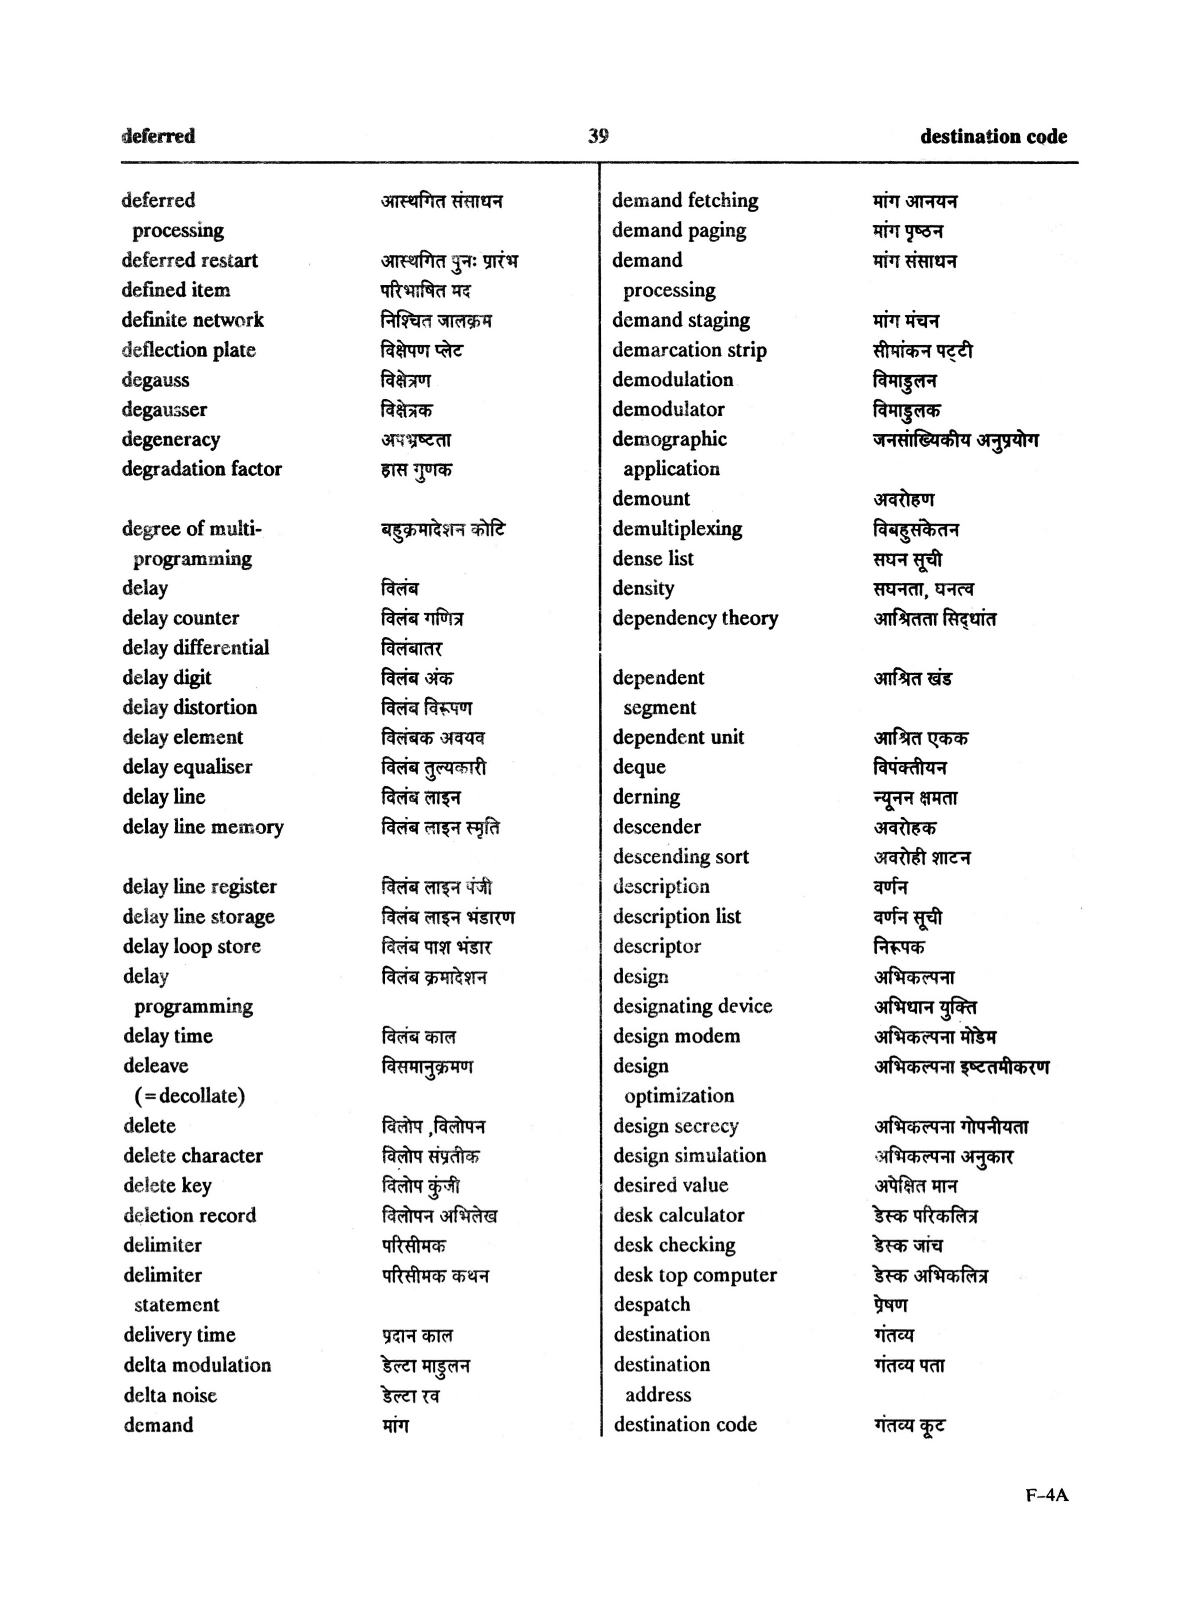 deferred 39 destination code
deferred आस्थगित संसाधन
processing
deferred restart आस्थगित पुनः प्रारंभ
defined item परिभाषित मद
definite network निश्चित जालक्रम
deflection plate विक्षेपण प्लेट
degauss विक्षेत्रण
degausser विक्षेत्रक
degeneracy अपभ्रष्टता
degradation factor ह्रास गुणक
degree of multi- बहुक्रमादेशन कोटि
programming
delay विलंब
delay counter विलंब गणित्र
delay differential विलंबातर
delay digit विलंब अंक
delay distortion विलंब विरूपण
delay element विलंबक अवयव
delay equaliser विलंब तुल्यकारी
delay line विलंब लाइन
delay line memory विलंब लाइन स्मृति
delay line register विलंब लाइन पंजी
delay line storage विलंब लाइन भंडारण
delay loop store विलंब पाश भंडार
delay विलंब क्रमादेशन
programming
delay time विलंब काल
deleave विसमानुक्रमण
(=decollate)
delete विलोप ,विलोपन
delete character विलोप संप्रतीक
delete key विलोप कुंजी
deletion record विलोपन अभिलेख
delimiter परिसीमक
delimiter परिसीमक कथन
statement
delivery time प्रदान काल
delta modulation डेल्टा माडुलन
delta noise डेल्टा रव
demand मांग
demand fetching मांग आनयन
demand paging मांग पृष्ठन
demand मांग संसाधन
processing
demand staging मांग मंचन
demarcation strip सीमांकन पट्टी
demodulation विमाडुलन
demodulator विमाडुलक
demographic जनसांख्यिकीय अनुप्रयोग
application
demount अवरोहण
demultiplexing विबहुसंकेतन
dense list सघन सूची
density सघनता, घनत्व
dependency theory आश्रितता सिद्धांत
dependent आश्रित खंड
segment
dependent unit आश्रित एकक
deque विपंक्तीयन
derning न्यूनन क्षमता
descender अवरोहक
descending sort अवरोही शाटन
description वर्णन
description list वर्णन सूची
descriptor निरूपक
design अभिकल्पना
designating device अभिधान युक्ति
design modem अभिकल्पना मोडेम
design अभिकल्पना इष्टतमीकरण
optimization
design secrecy अभिकल्पना गोपनीयता
design simulation अभिकल्पना अनुकार
desired value अपेक्षित मान
desk calculator डेस्क परिकलित्र
desk checking डेस्क जांच
desk top computer डेस्क अभिकलित्र
despatch प्रेषण
destination गंतव्य
destination गंतव्य पता
address
destination code गंतव्य कूट
F-4A